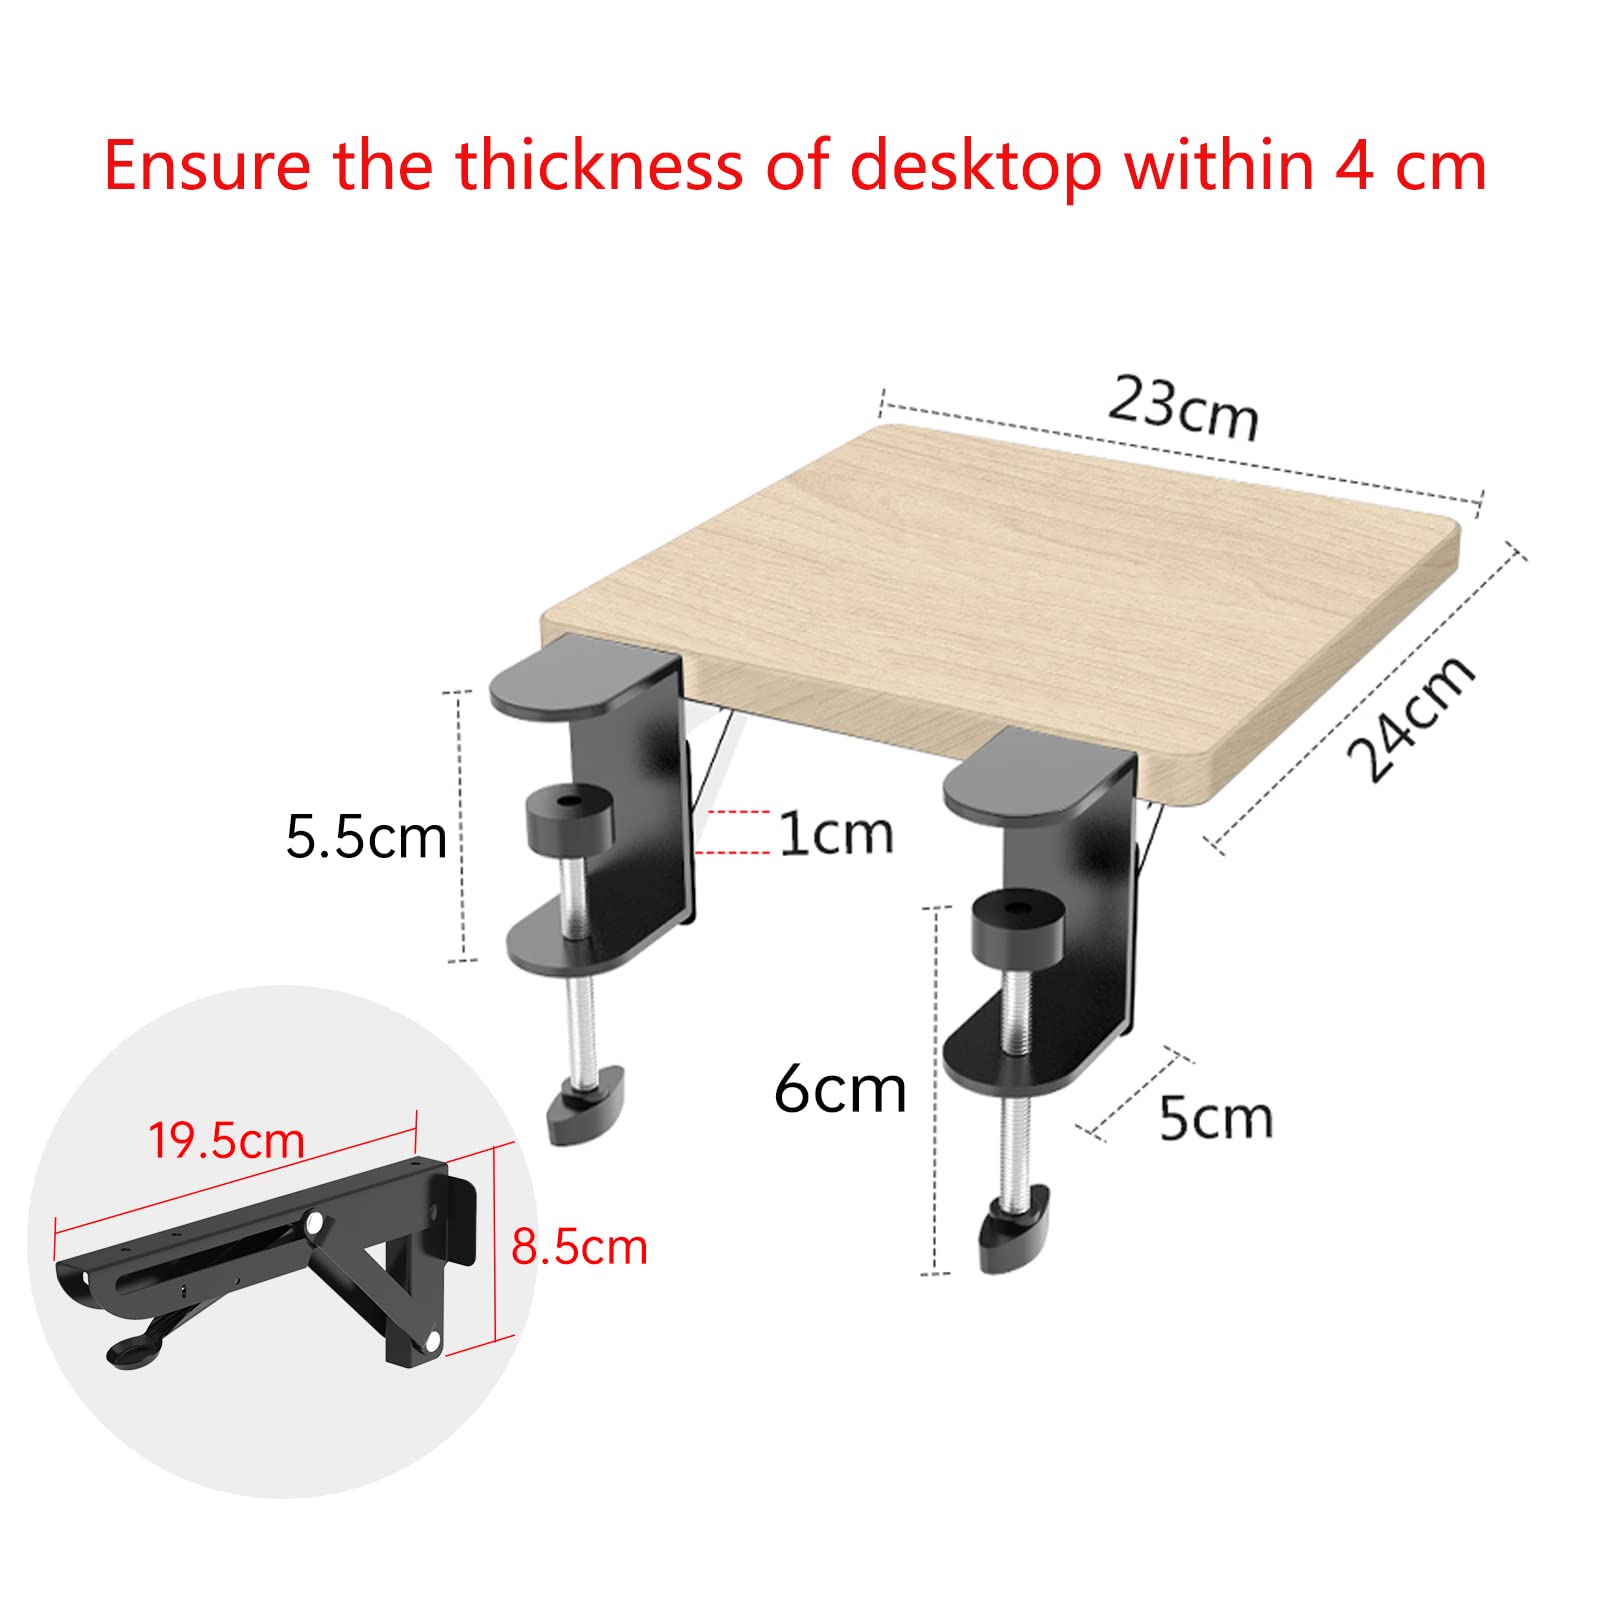 Ensure the thickness of desktop within 4 cm
23cm
24cm
5.5cm
1cm
6cm
5cm
19.5cm
8.5cm